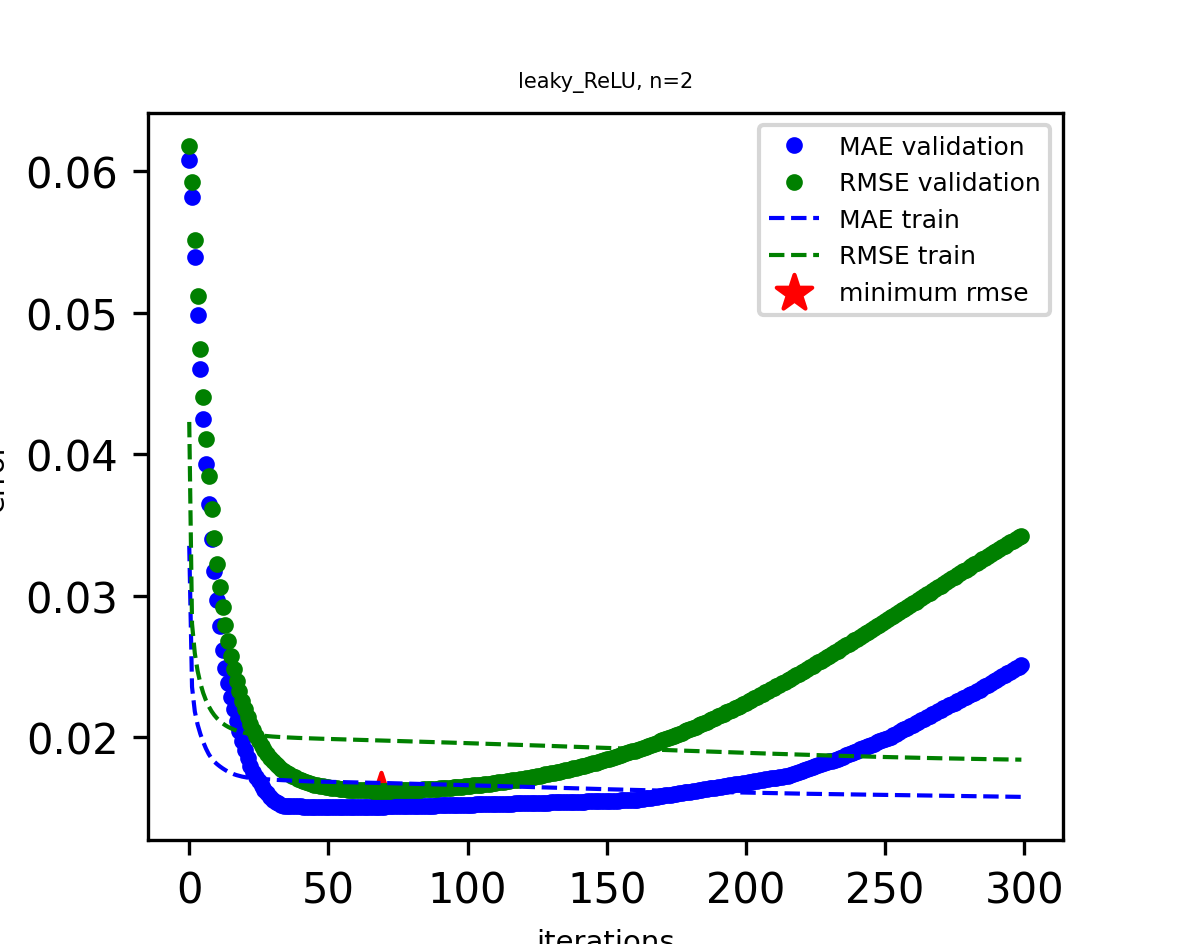 leaky_ReLU, n=2
MAE validation
RMSE validation
MAE train
RMSE train
minimum rmse
0.06
0.05
0.04
0.03
0.02
0 50 100 150 200 250 300
iterations